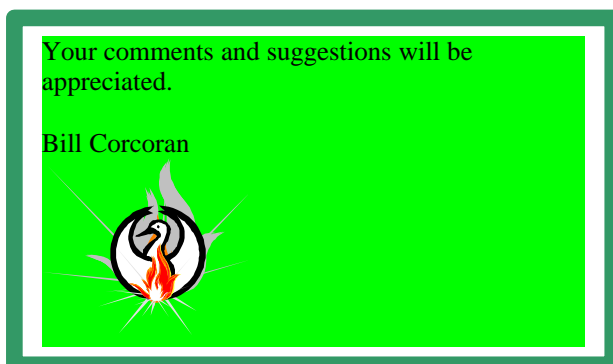 Your comments and suggestions will be
appreciated.
Bill Corcoran